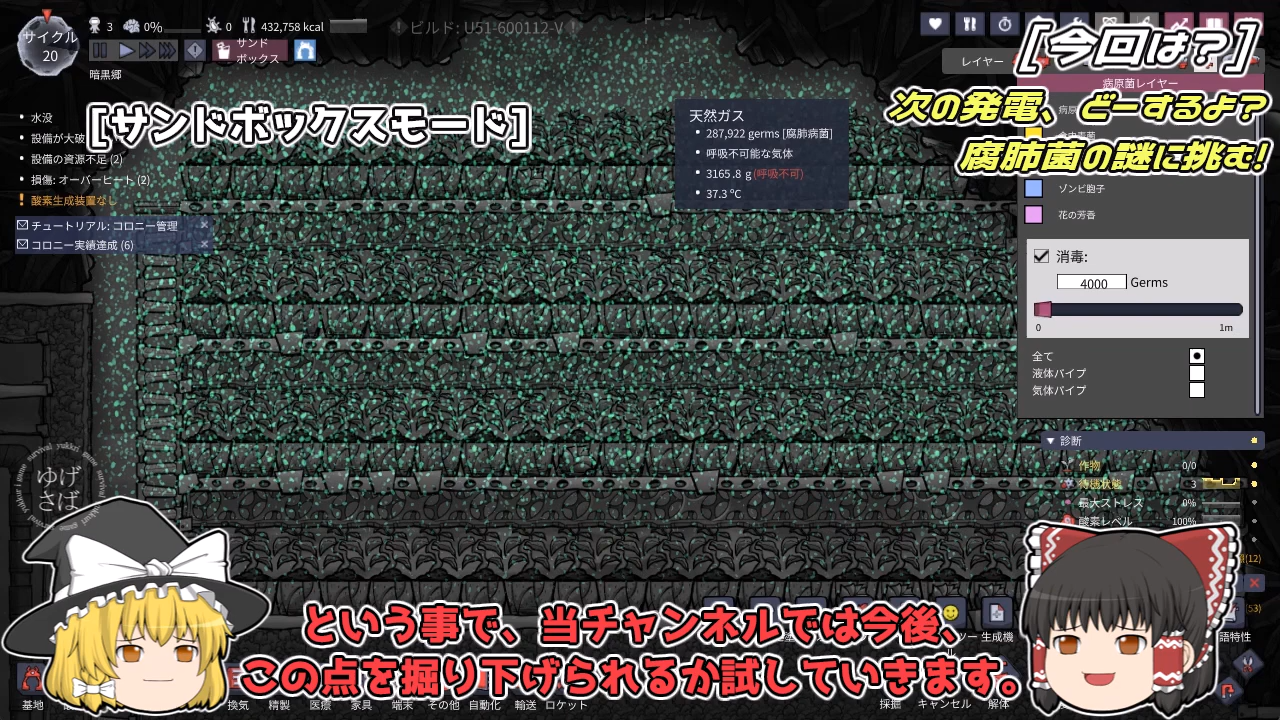 サイクル
20
3
0%
0
432,758 kcal
! ビルド: U51-600112-V !
サンド
ボックス
暗黒郷
レイヤー
[今回は?]
病原菌レイヤー
次の発電、どーするよ?
腐肺菌の謎に挑む!
[サンドボックスモード]
水没
設備が大破
設備の資源不足 (2)
損傷: オーバーヒート (2)
酸素生成装置なし
チュートリアル: コロニー管理
コロニー実績達成 (6)
天然ガス
287,922 germs [腐肺病菌]
呼吸不可能な気体
3165.8 g(呼吸不可)
37.3 °C
ゾンビ胞子
花の芳香
消毒:
4000 Germs
0
1m
全て
液体パイプ
気体パイプ
診断
作物 0/0
待機状態 3
最大ストレス 0%
酸素レベル 100%
(12)
(53)
ゆげ
さば
生成機
語特性
という事で、当チャンネルでは今後、
この点を掘り下げられるか試していきます。
基地
換気
精製
医療
家具
端末
その他
自動化
輸送
ロケット
採掘
キャンセル
解体